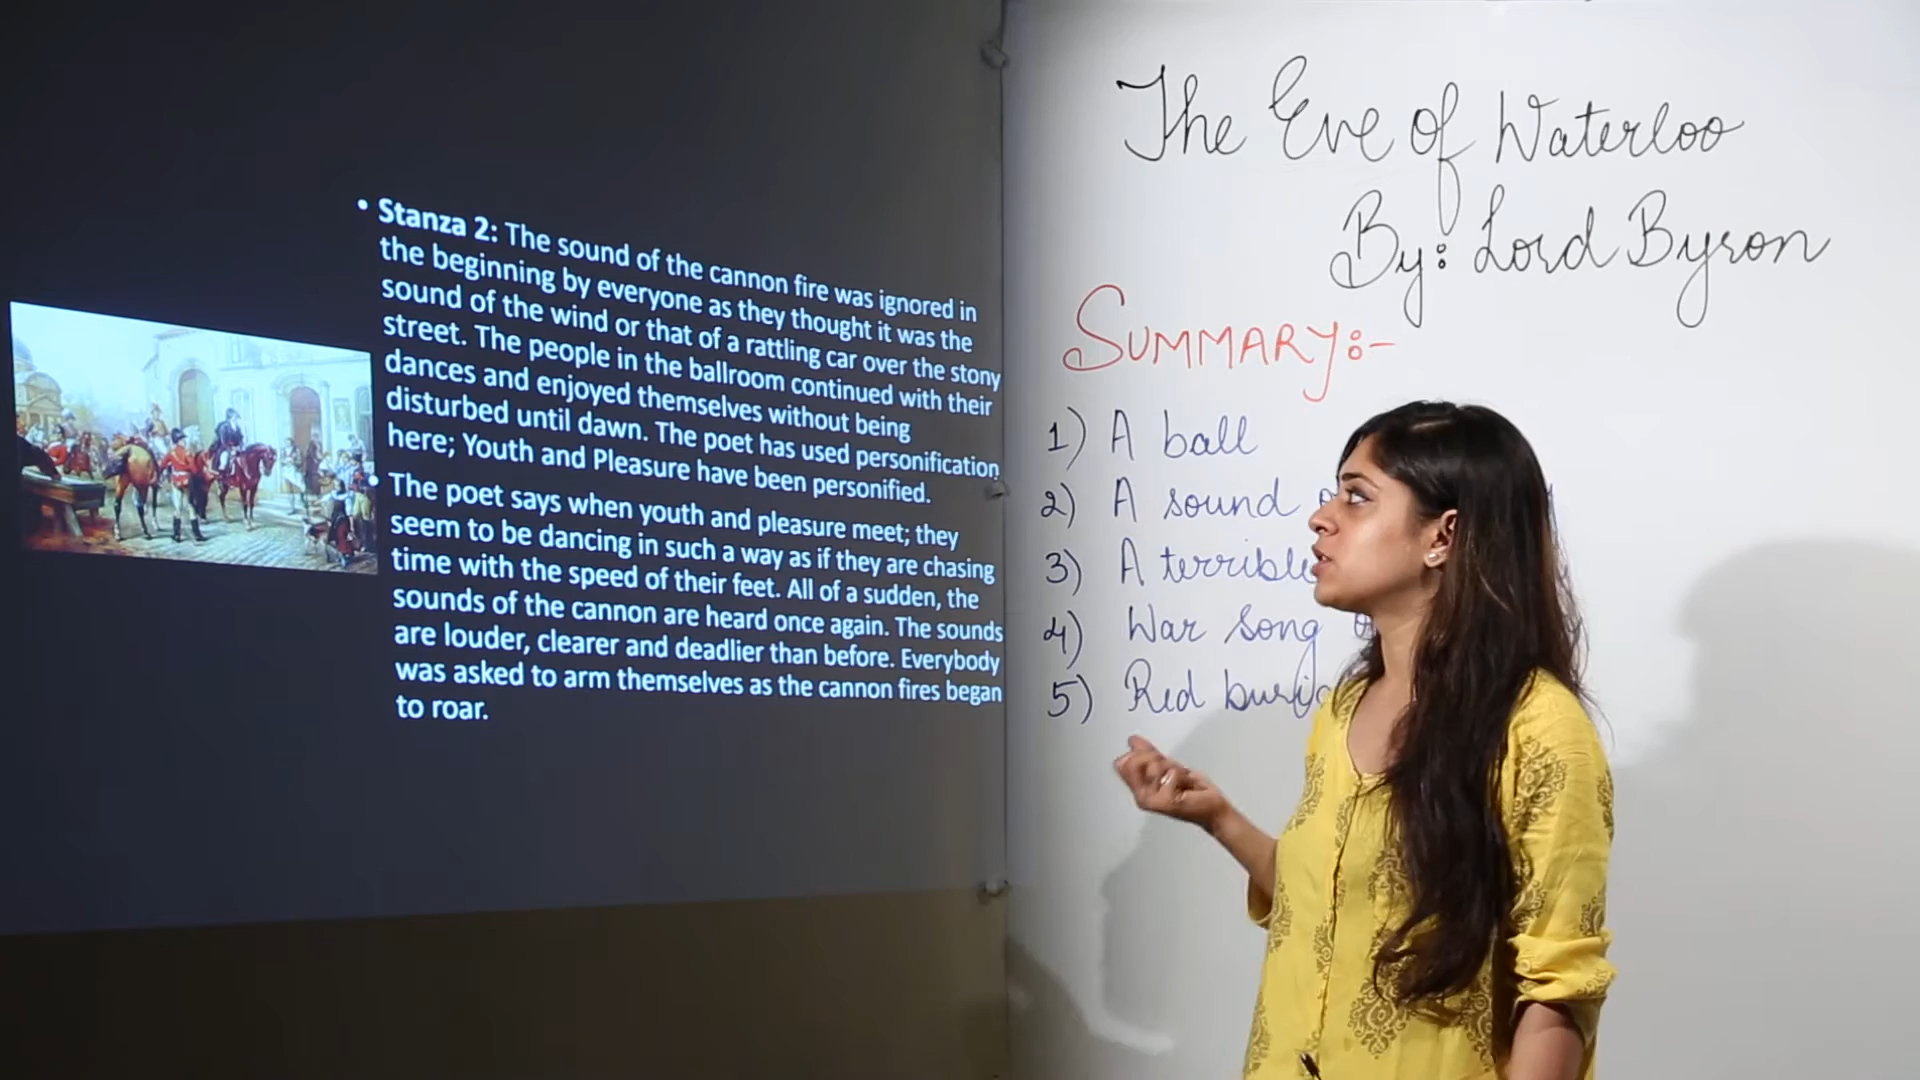 • Stanza 2: The sound of the cannon fire was ignored in
the beginning by everyone as they thought it was the
sound of the wind or that of a rattling car over the stony
street. The people in the ballroom continued with their
dances and enjoyed themselves without being
disturbed until dawn. The poet has used personification
here; Youth and Pleasure have been personified.
• The poet says when youth and pleasure meet; they
seem to be dancing in such a way as if they are chasing
time with the speed of their feet. All of a sudden, the
sounds of the cannon are heard once again. The sounds
are louder, clearer and deadlier than before. Everybody
was asked to arm themselves as the cannon fires began
to roar.
The Eve of Waterloo
By: Lord Byron
SUMMARY:-
1) A ball
2) A sound
3) A terrible
4) War song
5) Red